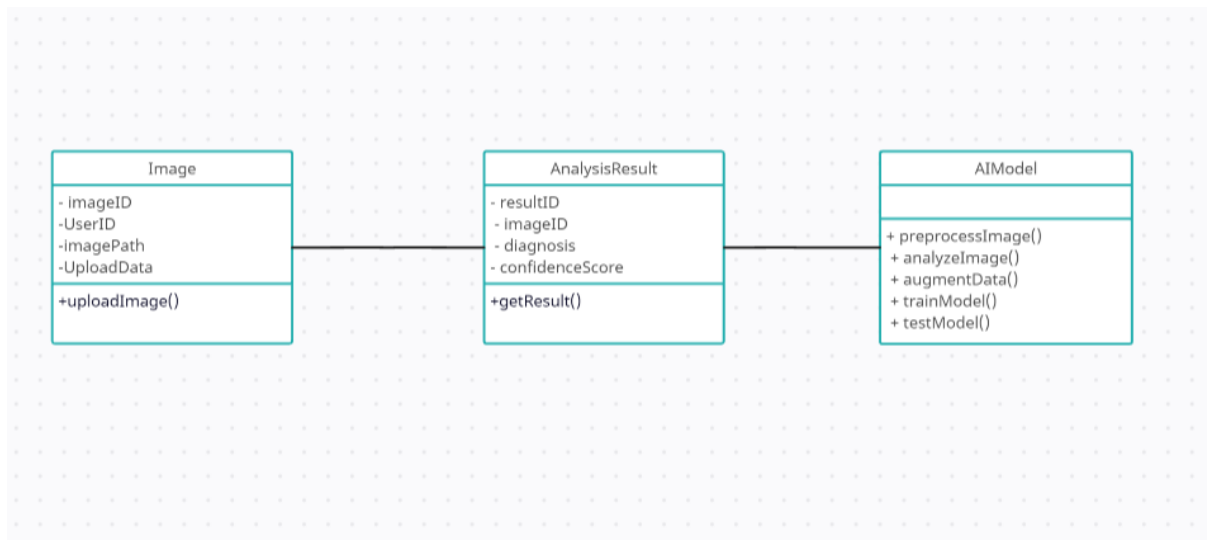 Image
- imageID
-UserID
-imagePath
-UploadData
+uploadImage()
AnalysisResult
- resultID
- imageID
- diagnosis
- confidenceScore
+getResult()
AIModel
+ preprocessImage()
+ analyzeImage()
+ augmentData()
+ trainModel()
+ testModel()